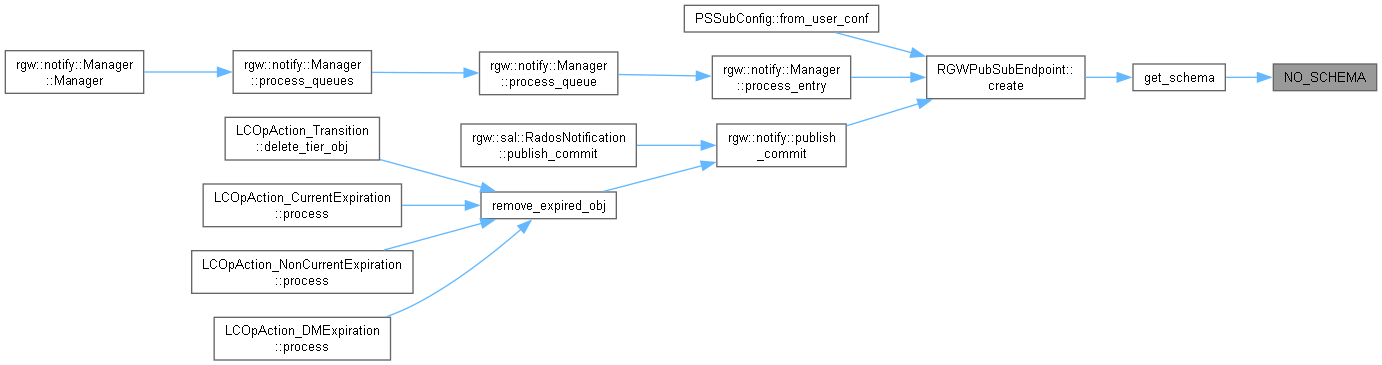 PSSubConfig::from_user_conf
rgw::notify::Manager
::Manager
rgw::notify::Manager
::process_queues
rgw::notify::Manager
::process_queue
rgw::notify::Manager
::process_entry
RGWPubSubEndpoint::
create
get_schema
NO_SCHEMA
LCOpAction_Transition
::delete_tier_obj
rgw::sal::RadosNotification
::publish_commit
rgw::notify::publish
_commit
LCOpAction_CurrentExpiration
::process
remove_expired_obj
LCOpAction_NonCurrentExpiration
::process
LCOpAction_DMExpiration
::process